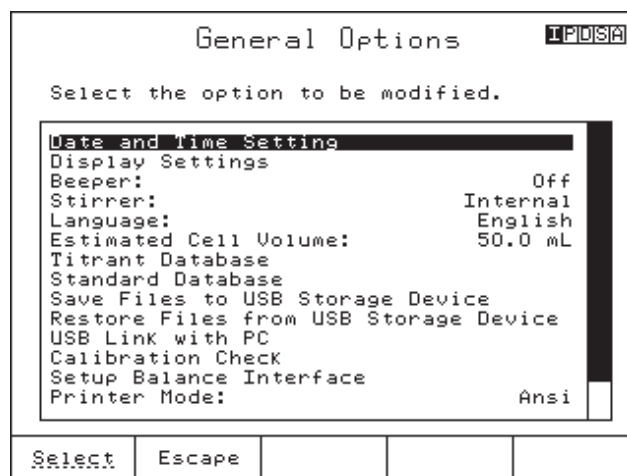 General Options
IPDSA
Select the option to be modified.
Date and Time Setting
Display Settings
Beeper: Off
Stirrer: Internal
Language: English
Estimated Cell Volume: 50.0 mL
Titrant Database
Standard Database
Save Files to USB Storage Device
Restore Files from USB Storage Device
USB Link with PC
Calibration Check
Setup Balance Interface
Printer Mode: Ansi
Select Escape